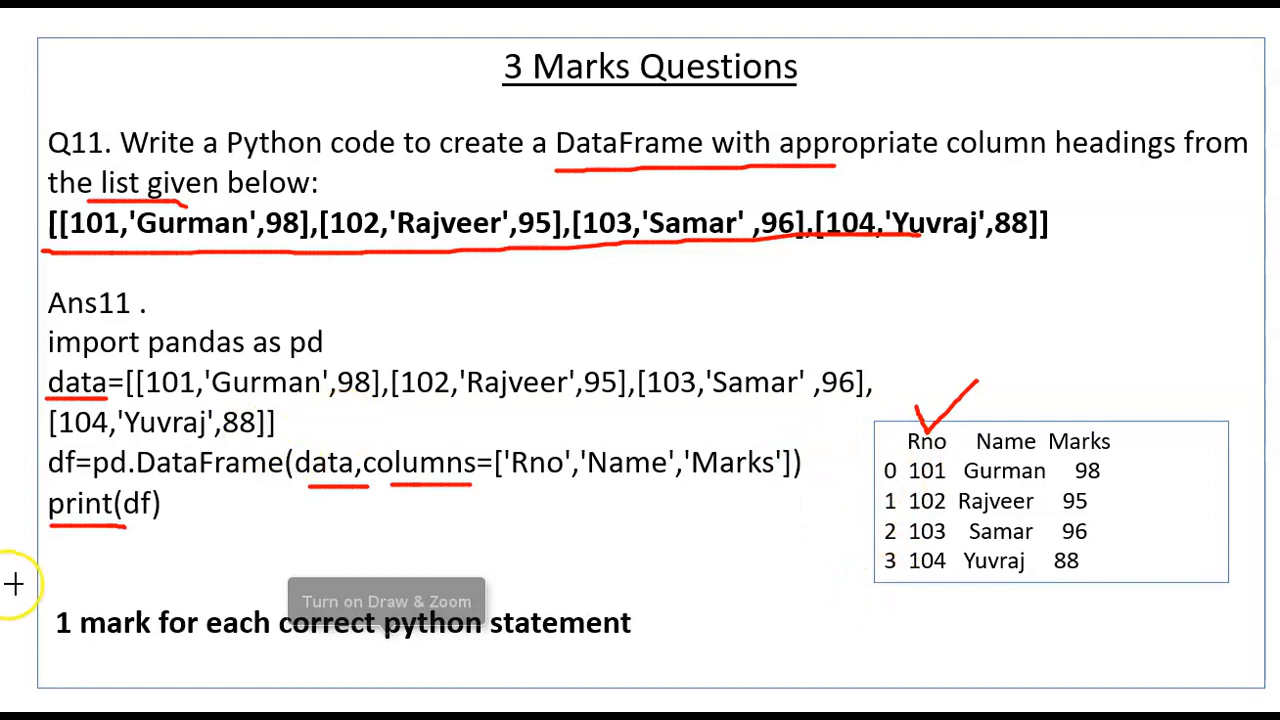 3 Marks Questions
Q11. Write a Python code to create a DataFrame with appropriate column headings from
the list given below:
[[101,'Gurman',98],[102,'Rajveer',95],[103,'Samar' ,96],[104,'Yuvraj',88]]
Ans11 .
import pandas as pd
data=[[101,'Gurman',98],[102,'Rajveer',95],[103,'Samar' ,96],
[104,'Yuvraj',88]]
df=pd.DataFrame(data,columns=['Rno','Name','Marks'])
print(df)
Rno Name Marks
0 101 Gurman 98
1 102 Rajveer 95
2 103 Samar 96
3 104 Yuvraj 88
Turn on Draw & Zoom
1 mark for each correct python statement